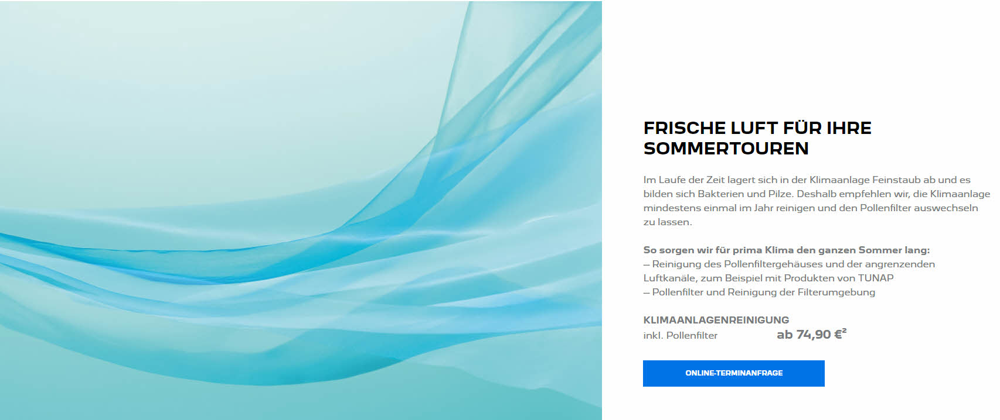 FRISCHE LUFT FÜR IHRE
SOMMERTOUREN
Im Laufe der Zeit lagert sich in der Klimaanlage Feinstaub ab und es
bilden sich Bakterien und Pilze. Deshalb empfehlen wir, die Klimaanlage
mindestens einmal im Jahr reinigen und den Pollenfilter auswechseln
zu lassen.
So sorgen wir für prima Klima den ganzen Sommer lang:
– Reinigung des Pollenfiltergehäuses und der angrenzenden
Luftkanäle, zum Beispiel mit Produkten von TUNAP
– Pollenfilter und Reinigung der Filterumgebung
KLIMAANLAGENREINIGUNG
inkl. Pollenfilter ab 74,90 €²
ONLINE-TERMINANFRAGE